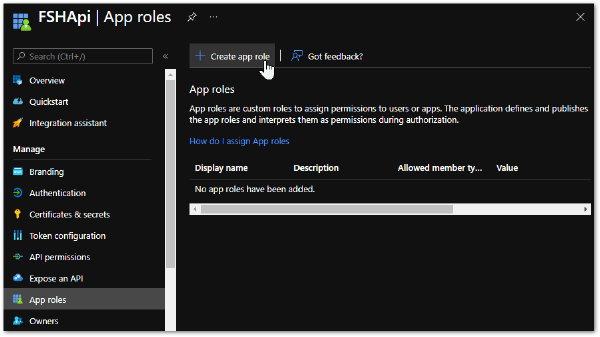 FSHApi | App roles
Search (Ctrl+/)
Overview
Quickstart
Integration assistant
Manage
Branding
Authentication
Certificates & secrets
Token configuration
API permissions
Expose an API
App roles
Owners
Create app role
Got feedback?
App roles
App roles are custom roles to assign permissions to users or apps. The application defines and publishes
the app roles and interprets them as permissions during authorization.
How do I assign App roles
Display name Description Allowed member ty... Value
No app roles have been added.